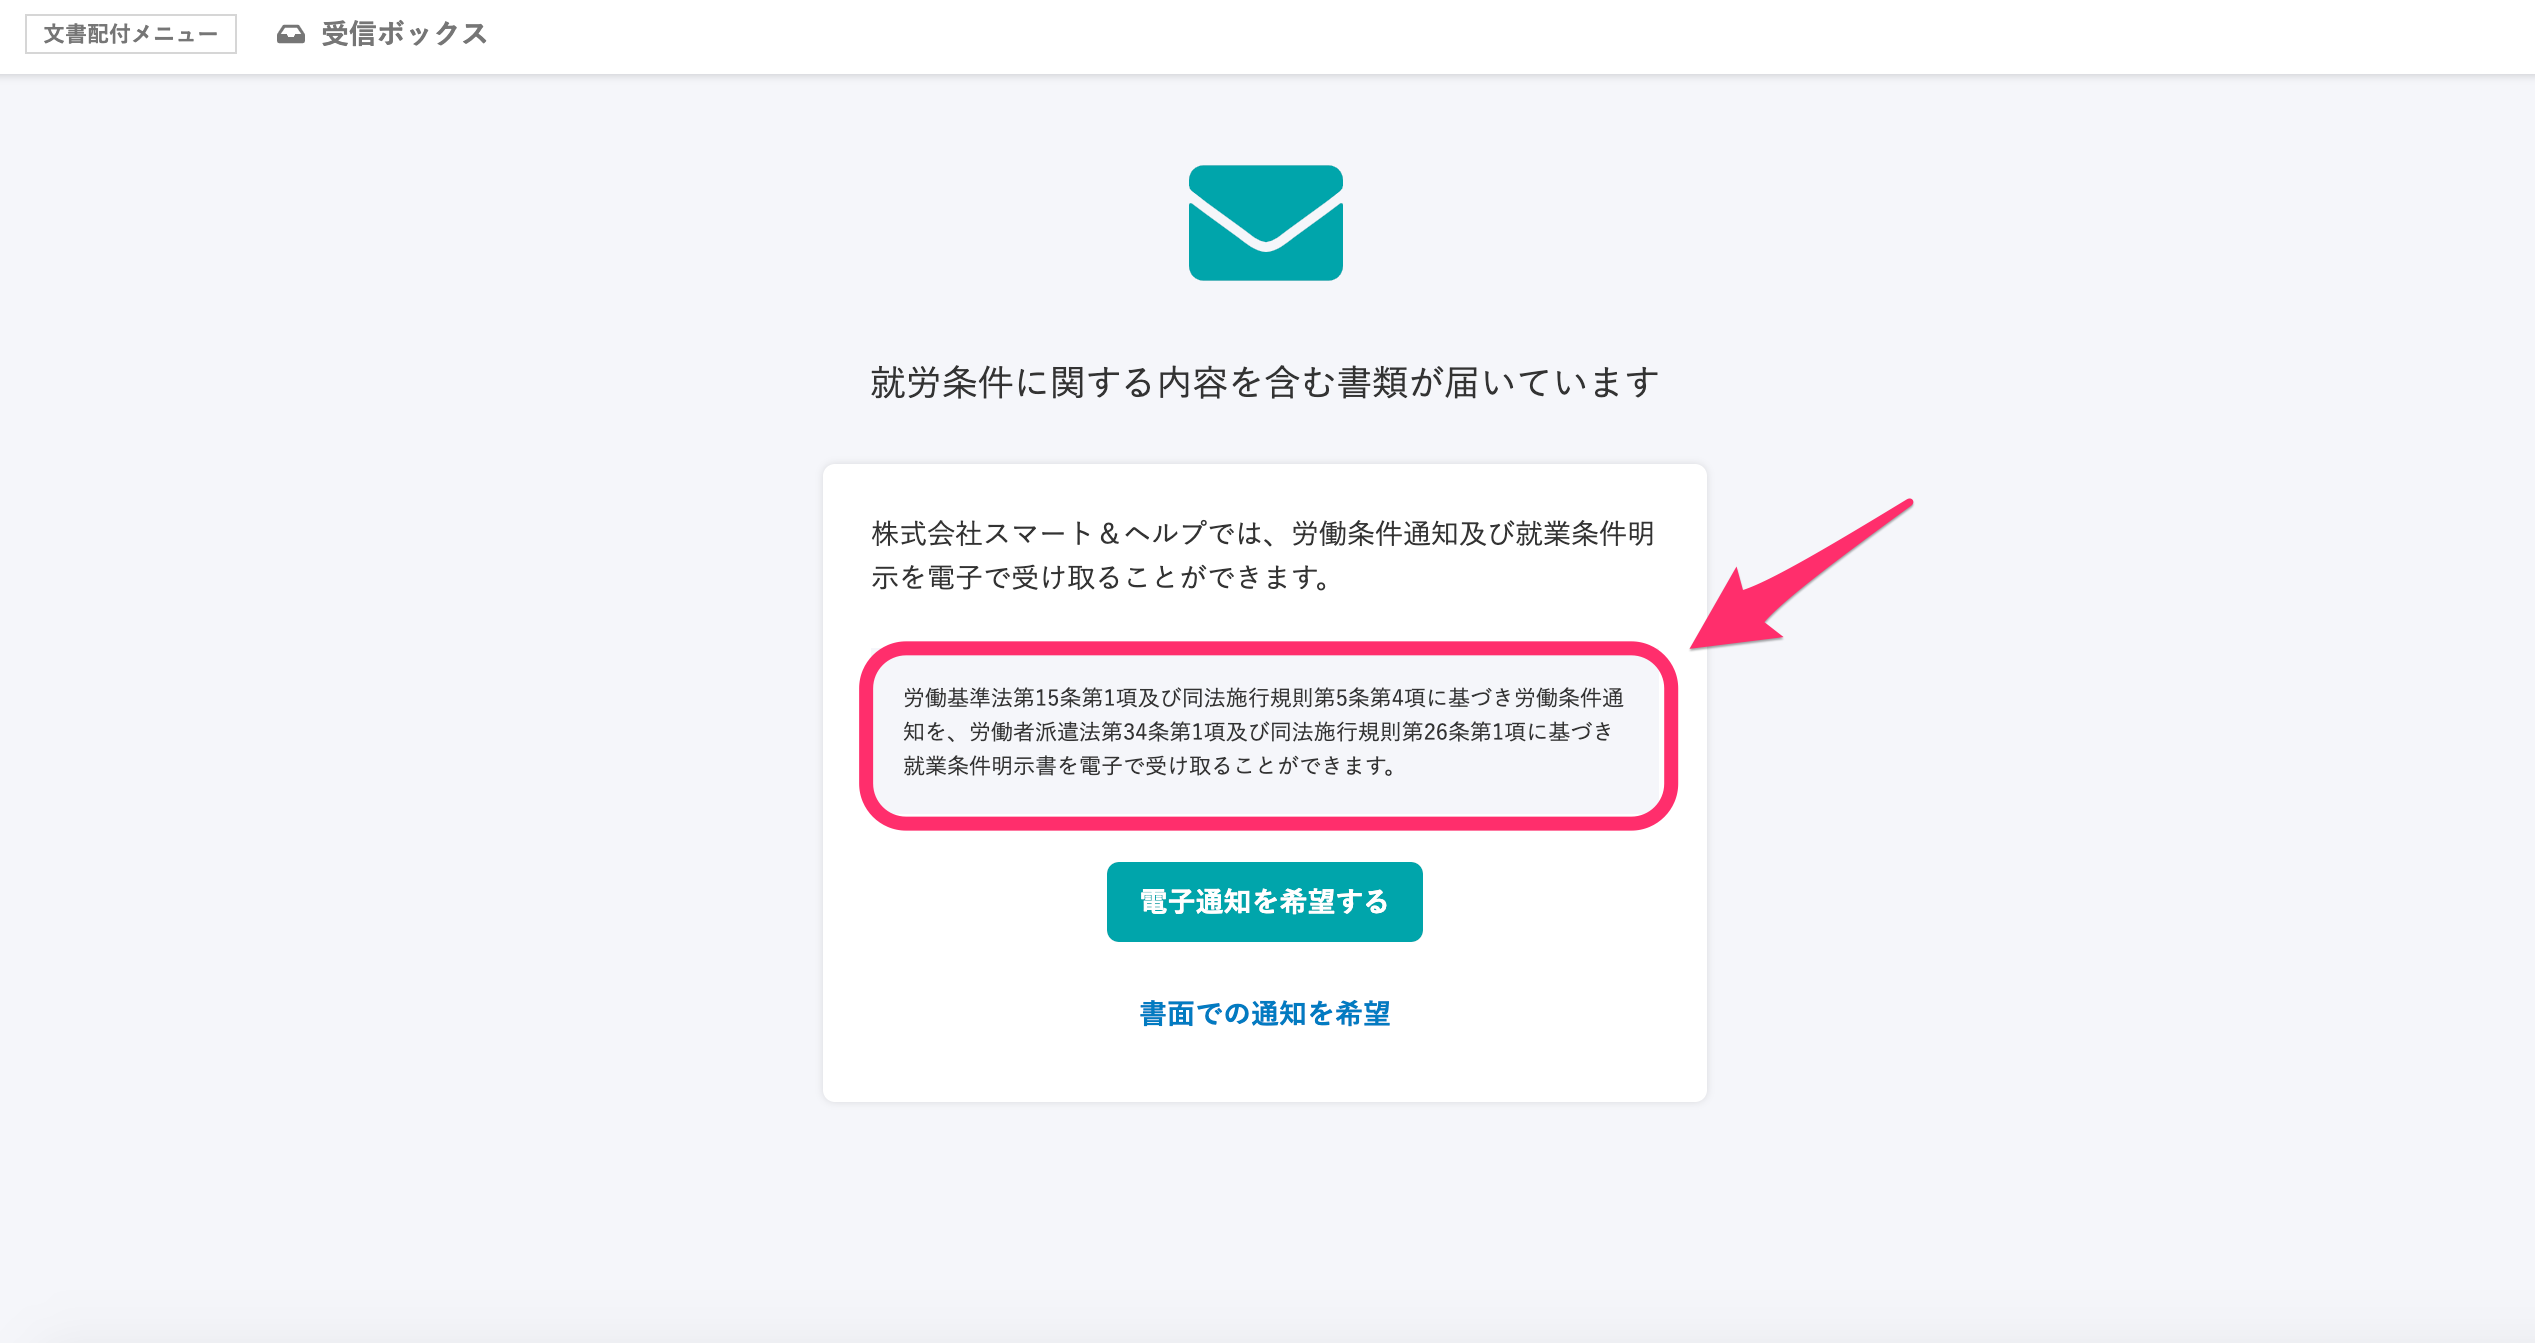 文書配付メニュー
受信ボックス
就労条件に関する内容を含む書類が届いています
株式会社スマート＆ヘルプでは、労働条件通知及び就業条件明
示を電子で受け取ることができます。
労働基準法第15条第1項及び同法施行規則第5条第4項に基づき労働条件通
知を、労働者派遣法第34条第1項及び同法施行規則第26条第1項に基づき
就業条件明示書を電子で受け取ることができます。
電子通知を希望する
書面での通知を希望